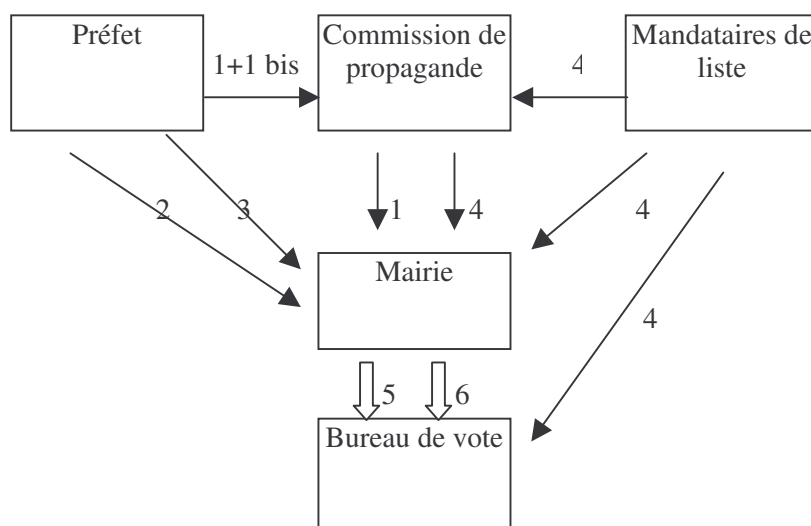 Préfet
Commission de
propagande
Mandataires de
liste
1+1 bis
4
2
3
1
4
4
Mairie
4
5
6
Bureau de vote